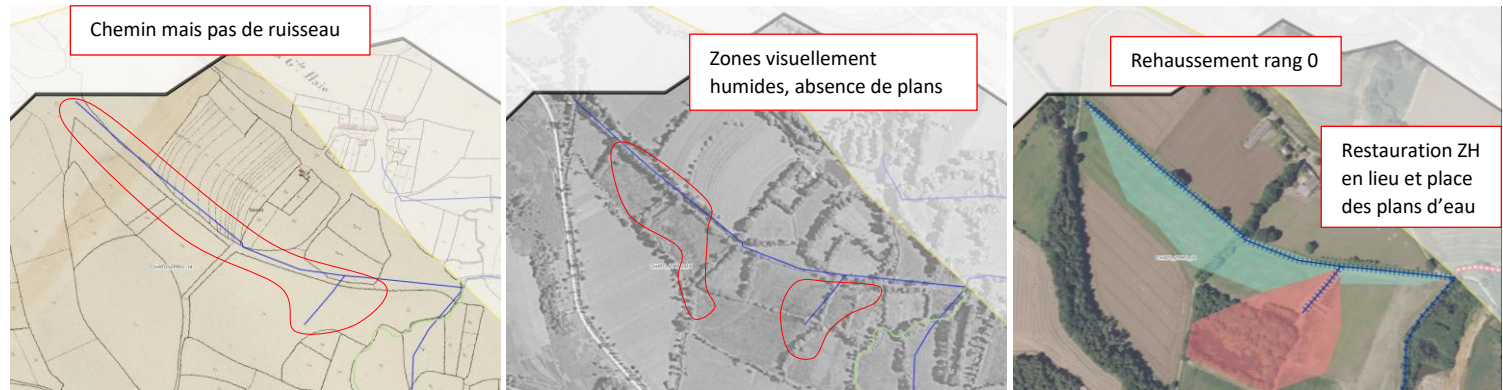 Chemin mais pas de ruisseau
Zones visuellement
humides, absence de plans
Rehaussement rang 0
Restauration ZH
en lieu et place
des plans d’eau